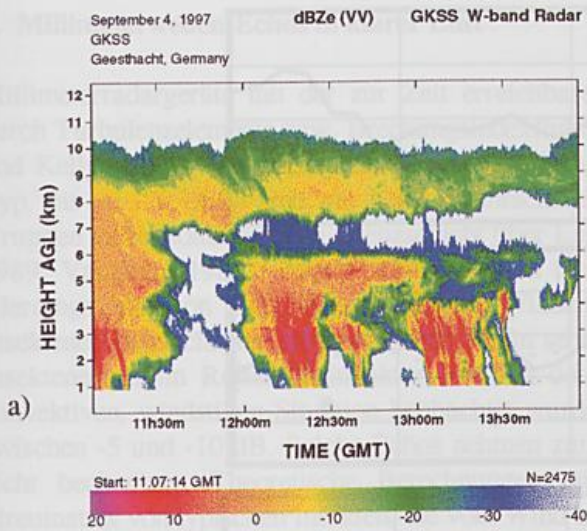 September 4, 1997 dBZe (VV) GKSS W-band Radar
GKSS
Geesthacht, Germany
12
11
10
9
8
7
6
5
4
3
2
1
HEIGHT AGL (km)
a)
11h30m 12h00m 12h30m 13h00m 13h30m
TIME (GMT)
Start: 11.07:14 GMT N=2475
20 10 0 -10 -20 -30 -40